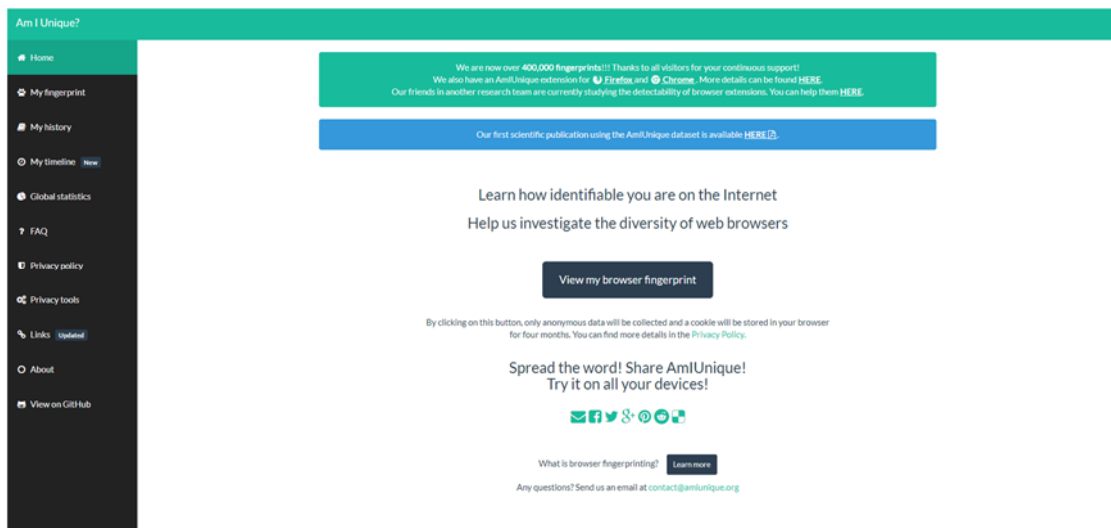 Am I Unique?
Home
My fingerprint
My history
My timeline New
Global statistics
? FAQ
Privacy policy
Privacy tools
Links Updated
About
View on GitHub
We are now over 400,000 fingerprints!!! Thanks to all visitors for your continuous support!
We also have an AmIUnique extension for Firefox and Chrome. More details can be found HERE.
Our friends in another research team are currently studying the detectability of browser extensions. You can help them HERE.
Our first scientific publication using the AmIUnique dataset is available HERE.
Learn how identifiable you are on the Internet
Help us investigate the diversity of web browsers
View my browser fingerprint
By clicking on this button, only anonymous data will be collected and a cookie will be stored in your browser
for four months. You can find more details in the Privacy Policy.
Spread the word! Share AmIUnique!
Try it on all your devices!
What is browser fingerprinting? Learn more
Any questions? Send us an email at contact@amiunique.org